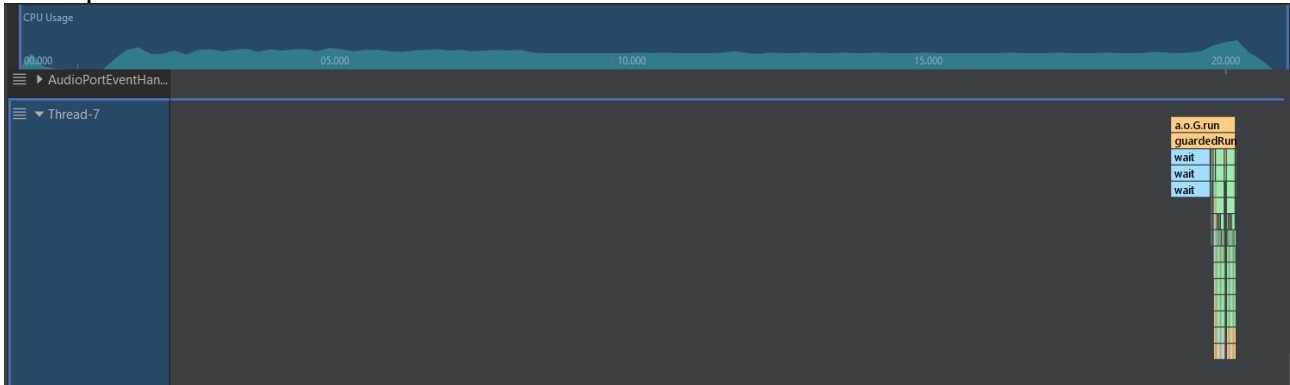 CPU Usage
00.000 05.000 10.000 15.000 20.000
AudioPortEventHan...
Thread-7
a.o.G.run
guardedRun
wait
wait
wait